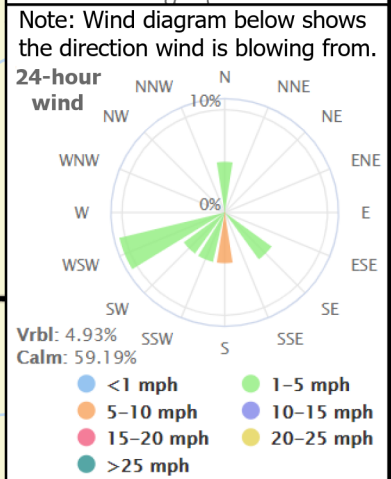 Note: Wind diagram below shows
the direction wind is blowing from.
24-hour
wind
N
NNW
NNE
10%
NW
NE
WNW
ENE
0%
W
E
WSW
ESE
SW
SE
SSW
SSE
S
Vrbl: 4.93%
Calm: 59.19%
<1 mph
1-5 mph
5-10 mph
10-15 mph
15-20 mph
20-25 mph
>25 mph